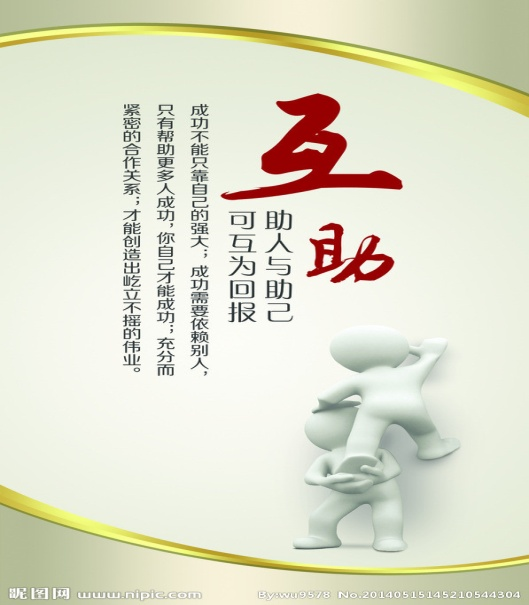 互助
助人与助己
可互为回报
成功不能只靠自己的强大；成功需要依赖别人，
只有帮助更多人成功，你自己才能成功；充分而
紧密的合作关系；才能创造出屹立不摇的伟业。
昵图网 www.nipic.com
By:wu9578 No.20140515145210544304